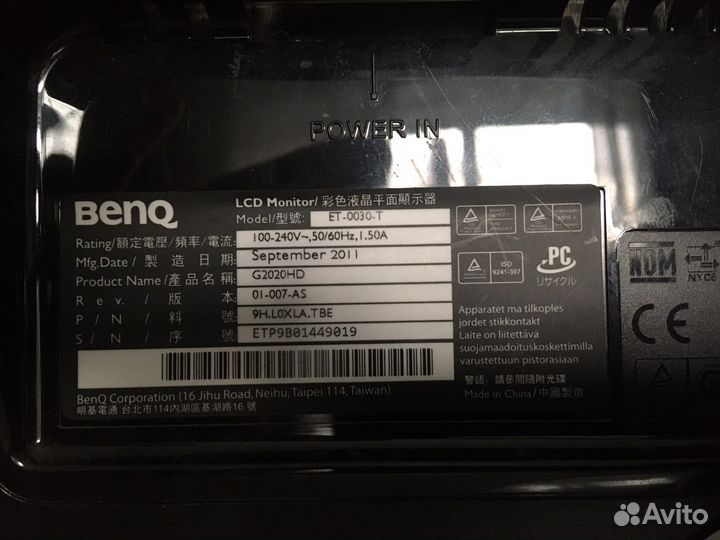 POWER IN
BenQ
LCD Monitor/彩色液晶平面顯示器
Model/型號: ET-0030-T
Rating/額定電壓/頻率/電流: 100-240V~,50/60Hz,1.50A
Mfg.Date/製造日期: September 2011
Product Name/產品名稱: G2020HD
Rev./版本: 01-007-AS
P/N/料號: 9H.L0XLA.TBE
S/N/序號: ETP9B01449019
BenQ Corporation (16 Jihu Road, Neihu, Taipei 114, Taiwan)
明基電通 台北市114內湖區基湖路16號
ISO
9241-307
PC
リサイクル
Apparatet må tilkoples
jordet stikkontakt
Laite on liitettävä
suojamaadoituskoskettimilla
varustettuun pistorasiaan
警語: 請參閱隨附光碟
Made in China/中國製造
NOM
NYCE
Avito